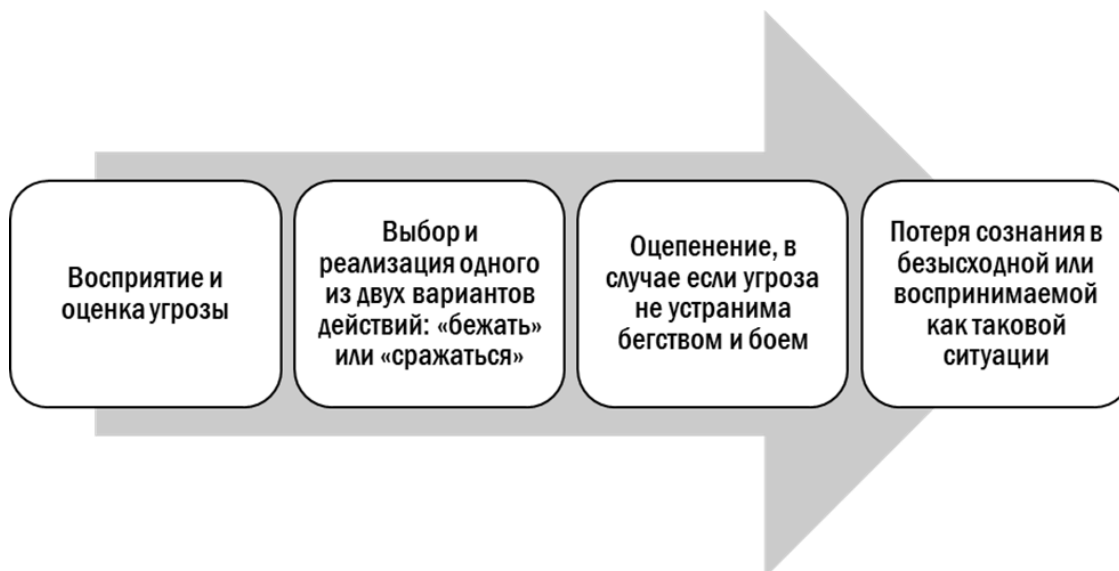 Восприятие и
оценка угрозы
Выбор и
реализация одного
из двух вариантов
действий: «бежать»
или «сражаться»
Оцепенение, в
случае если угроза
не устранима
бегством и боем
Потеря сознания в
безысходной или
воспринимаемой
как таковой
ситуации